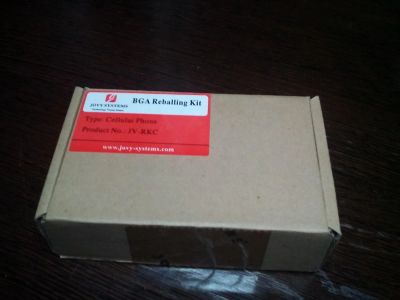 BGA Reballing Kit
JOVY SYSTEMS
Type: Cellular Phone
Product No.: JV-RKC
www.jovy-systems.com